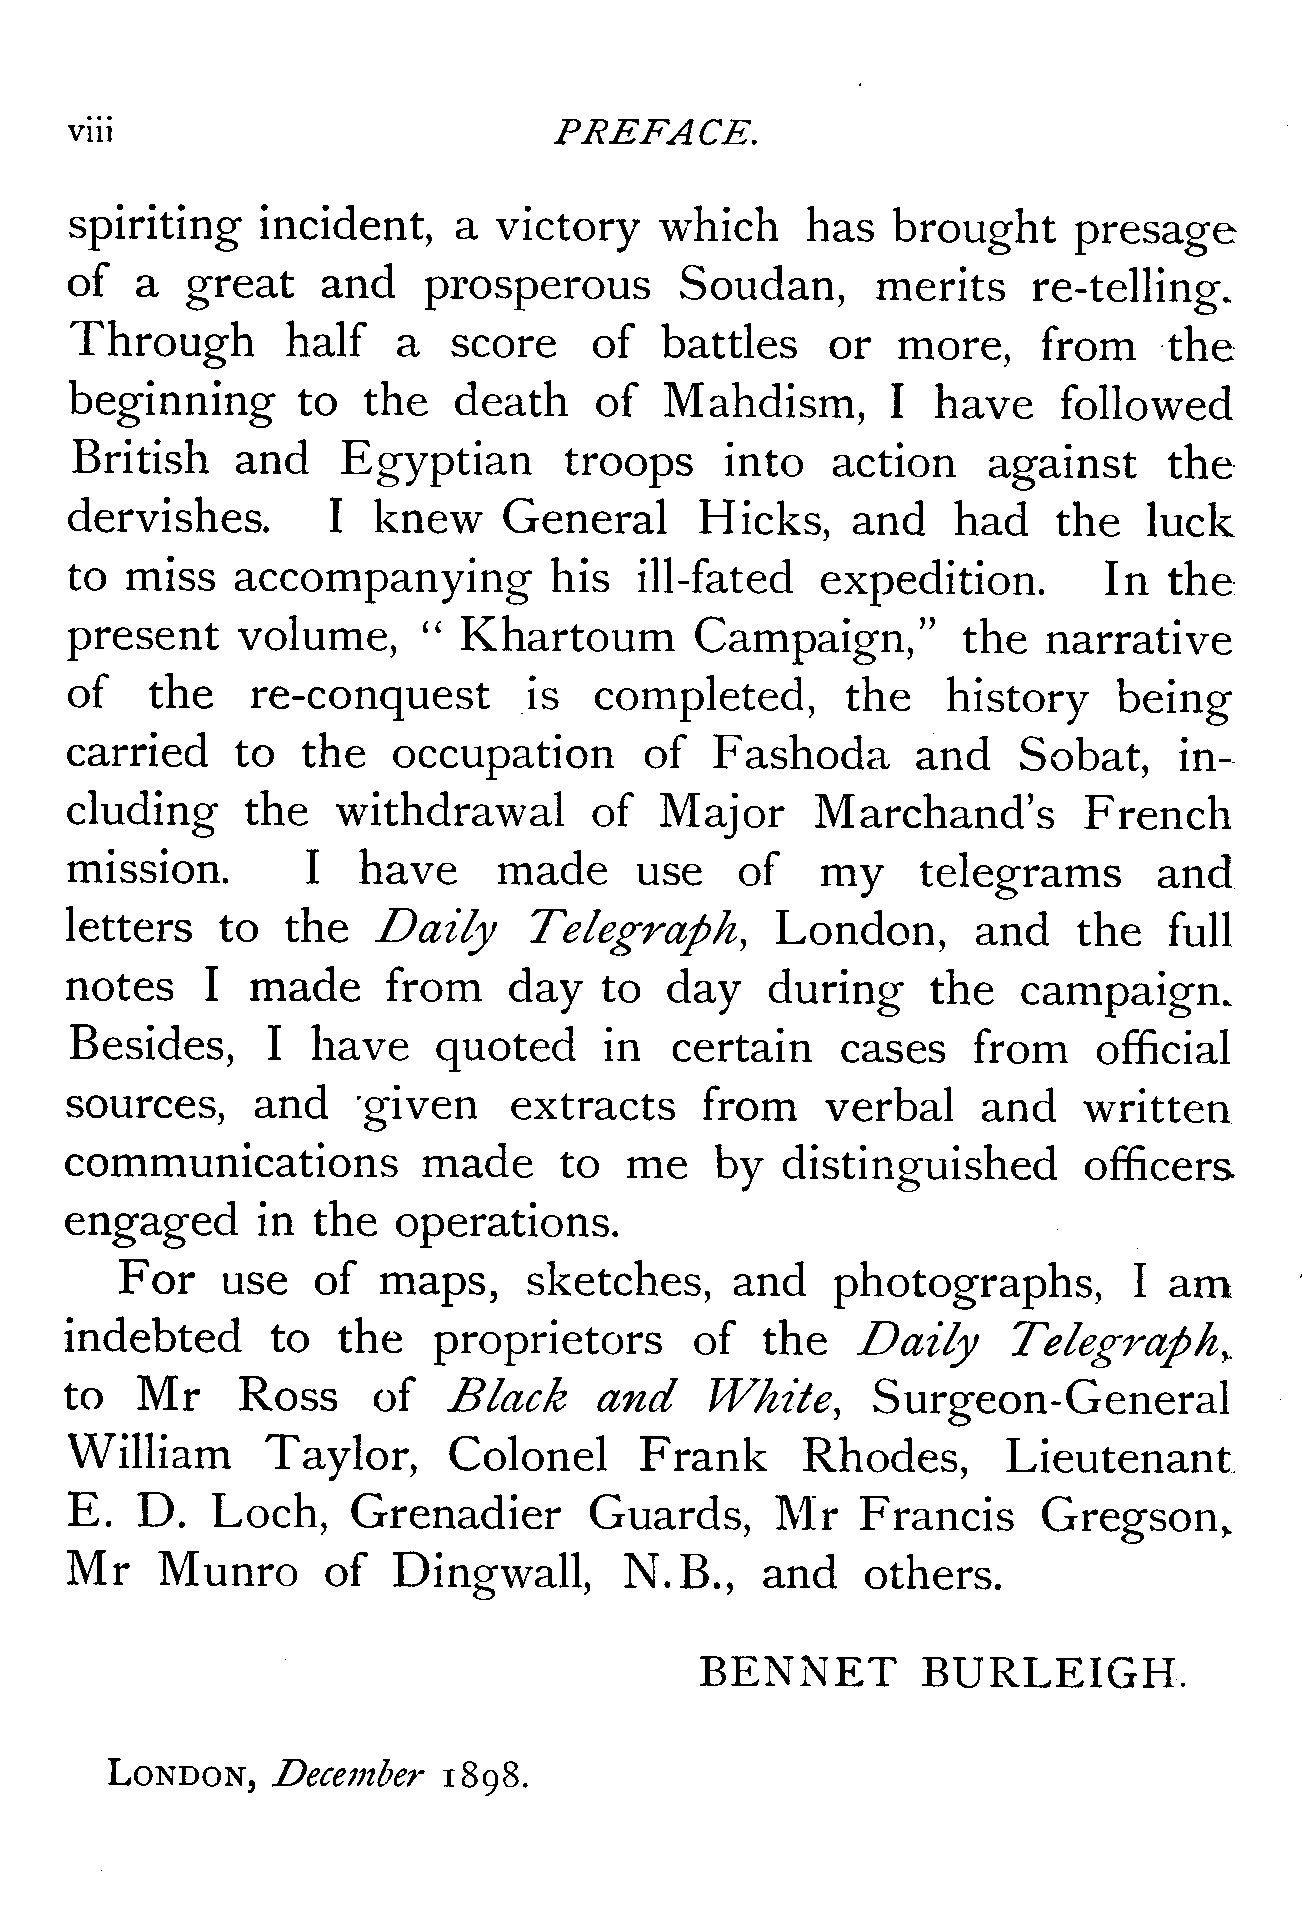 viii PREFACE.
spiriting incident, a victory which has brought presage
of a great and prosperous Soudan, merits re-telling.
Through half a score of battles or more, from the
beginning to the death of Mahdism, I have followed
British and Egyptian troops into action against the
dervishes. I knew General Hicks, and had the luck
to miss accompanying his ill-fated expedition. In the
present volume, “ Khartoum Campaign,” the narrative
of the re-conquest is completed, the history being
carried to the occupation of Fashoda and Sobat, in-
cluding the withdrawal of Major Marchand’s French
mission. I have made use of my telegrams and
letters to the Daily Telegraph, London, and the full
notes I made from day to day during the campaign.
Besides, I have quoted in certain cases from official
sources, and given extracts from verbal and written
communications made to me by distinguished officers
engaged in the operations.
For use of maps, sketches, and photographs, I am
indebted to the proprietors of the Daily Telegraph,
to Mr Ross of Black and White, Surgeon-General
William Taylor, Colonel Frank Rhodes, Lieutenant
E. D. Loch, Grenadier Guards, Mr Francis Gregson,
Mr Munro of Dingwall, N.B., and others.
BENNET BURLEIGH.
LONDON, December 1898.